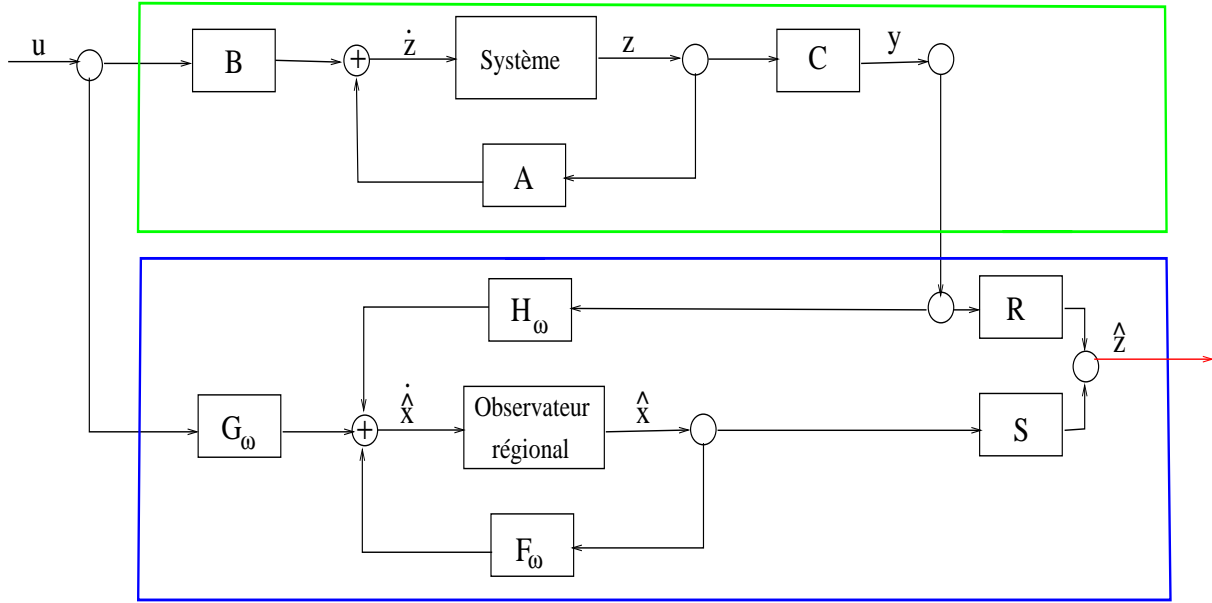 u
B
+
ż
Système
z
C
y
A
H_ω
R
ẑ
G_ω
+
x̂̇
Observateur
régional
x̂
S
F_ω